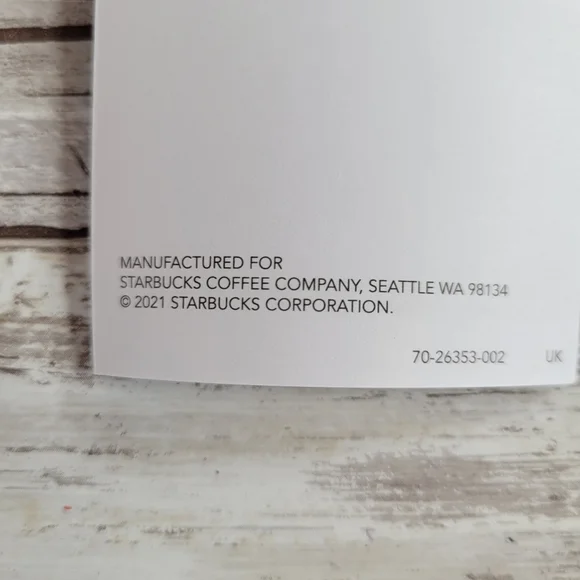 MANUFACTURED FOR
STARBUCKS COFFEE COMPANY, SEATTLE WA 98134
© 2021 STARBUCKS CORPORATION.
70-26353-002 UK